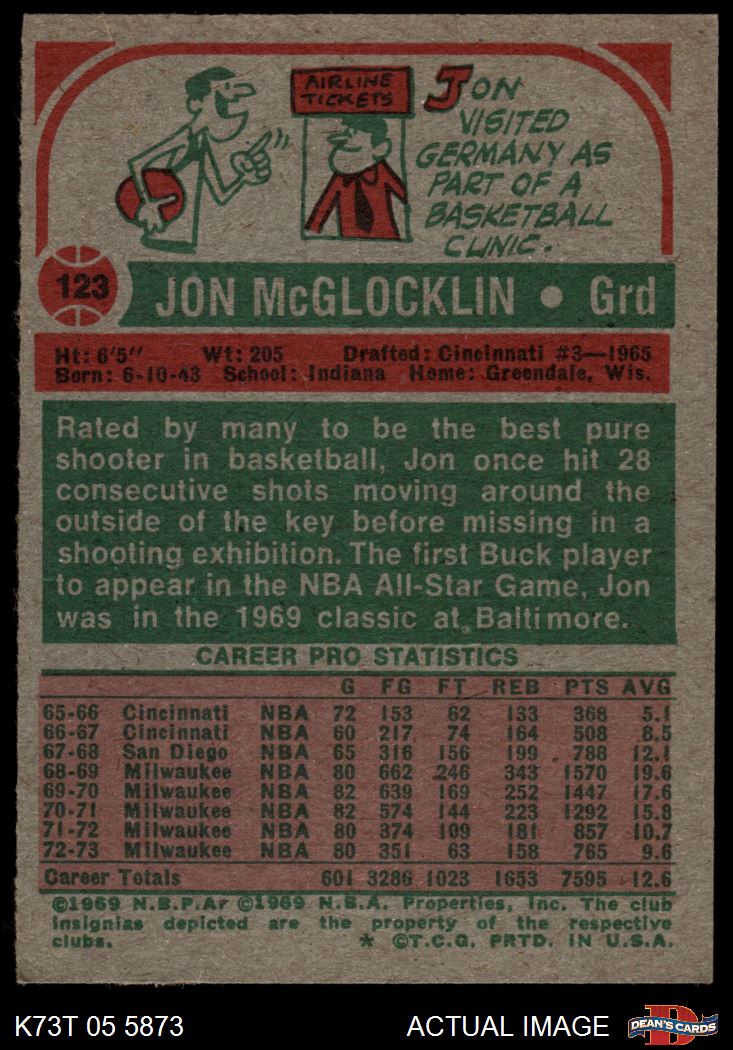 AIRLINE
TICKETS
JON
VISITED
GERMANY AS
PART OF A
BASKETBALL
CLINIC.
123 JON McGLOCKLIN • Grd
Ht: 6'5" Wt: 205 Drafted: Cincinnati #3—1965
Born: 6-10-43 School: Indiana Home: Greendale, Wis.
Rated by many to be the best pure
shooter in basketball, Jon once hit 28
consecutive shots moving around the
outside of the key before missing in a
shooting exhibition. The first Buck player
to appear in the NBA All-Star Game, Jon
was in the 1969 classic at Baltimore.
CAREER PRO STATISTICS
G FG FT REB PTS AVG
65-66 Cincinnati NBA 72 153 62 133 368 5.1
66-67 Cincinnati NBA 60 217 74 164 508 8.5
67-68 San Diego NBA 65 316 156 199 788 12.1
68-69 Milwaukee NBA 80 662 246 343 1570 19.6
69-70 Milwaukee NBA 82 639 169 252 1447 17.6
70-71 Milwaukee NBA 82 574 144 223 1292 15.8
71-72 Milwaukee NBA 80 374 109 181 857 10.7
72-73 Milwaukee NBA 80 351 63 158 765 9.6
Career Totals 601 3286 1023 1653 7595 12.6
©1969 N.B.P.A. ©1969 N.B.A. Properties, Inc. The club
insignias depicted are the property of the respective
clubs. * ©T.C.G. PRTD. IN U.S.A.
K73T 05 5873 ACTUAL IMAGE D DEAN'S CARDS